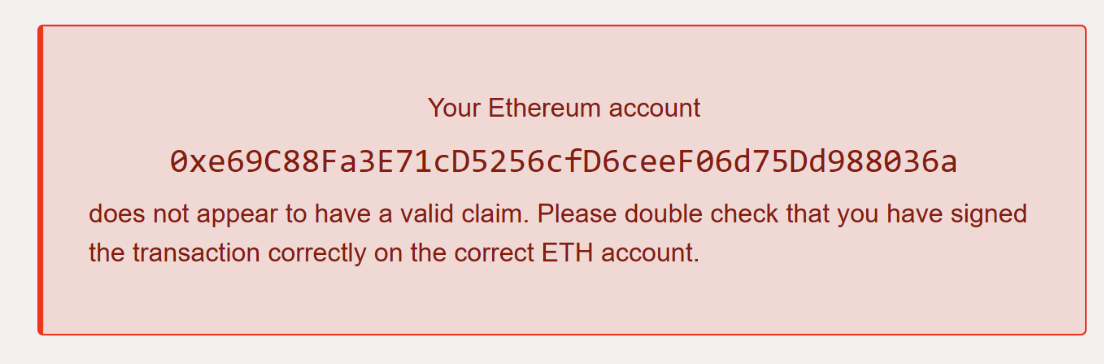 Your Ethereum account
0xe69C88Fa3E71cD5256cfD6ceeF06d75Dd988036a
does not appear to have a valid claim. Please double check that you have signed
the transaction correctly on the correct ETH account.